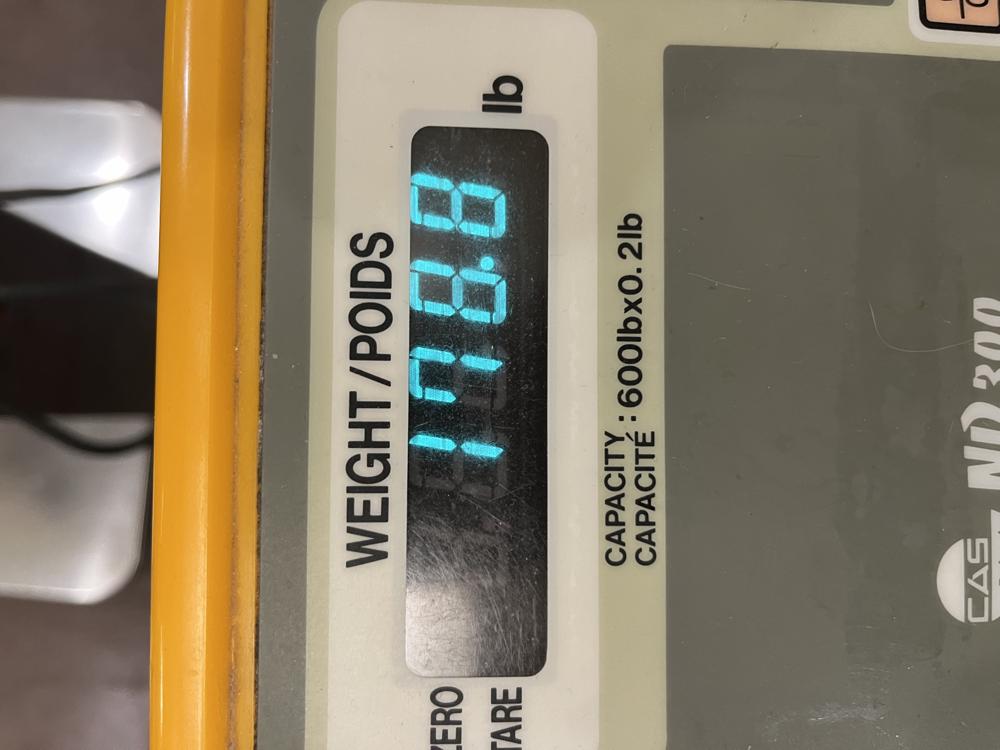 WEIGHT/POIDS
ZERO
178.8
TARE lb
CAPACITY
CAPACITÉ : 600lbx0.2lb
CAS